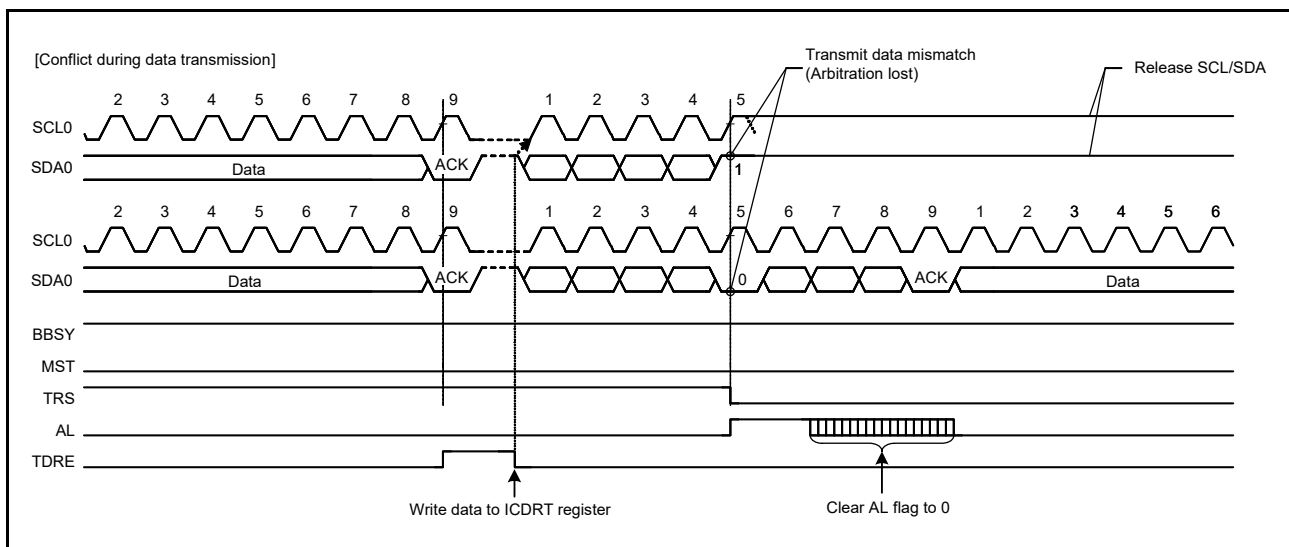 [Conflict during data transmission]
Transmit data mismatch
(Arbitration lost)
Release SCL/SDA
2 3 4 5 6 7 8 9 1 2 3 4 5
SCL0
SDA0 Data ACK 1
2 3 4 5 6 7 8 9 1 2 3 4 5 6 7 8 9 1 2 3 4 5 6
SCL0
SDA0 Data ACK 0 ACK Data
BBSY
MST
TRS
AL
TDRE
Write data to ICDRT register
Clear AL flag to 0